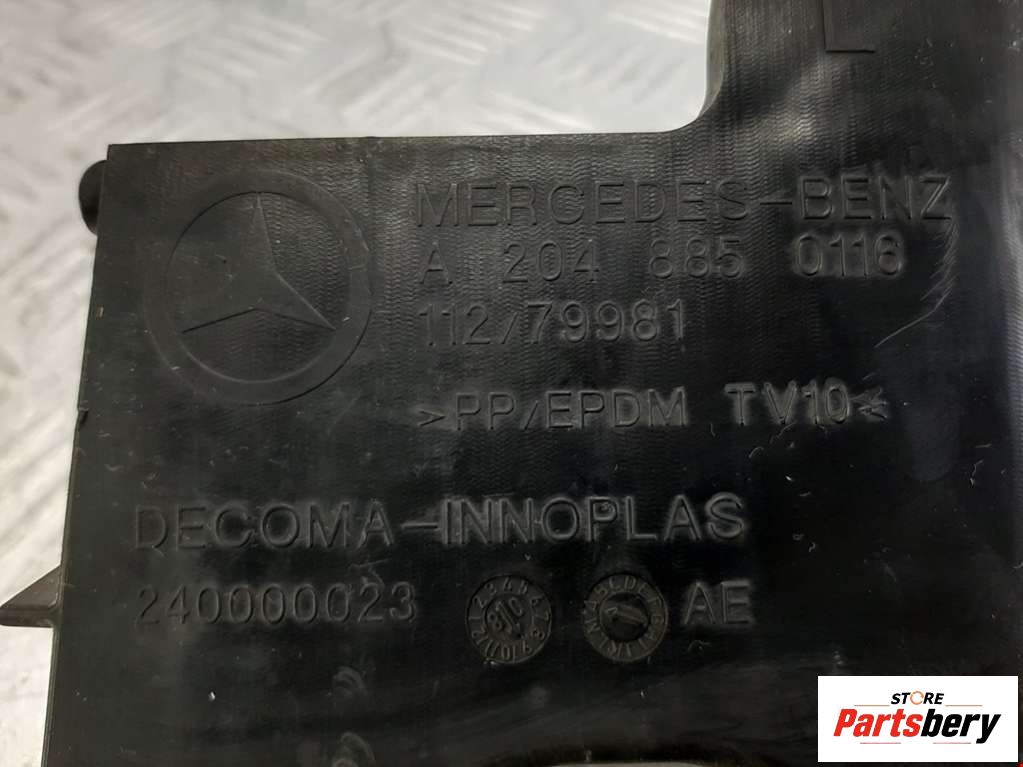 L
MERCEDES-BENZ
A 204 885 0116
112/79981
>PP/EPDM TV10<
DECOMA-INNOPLAS
240000023 AE
STORE
Partsbery